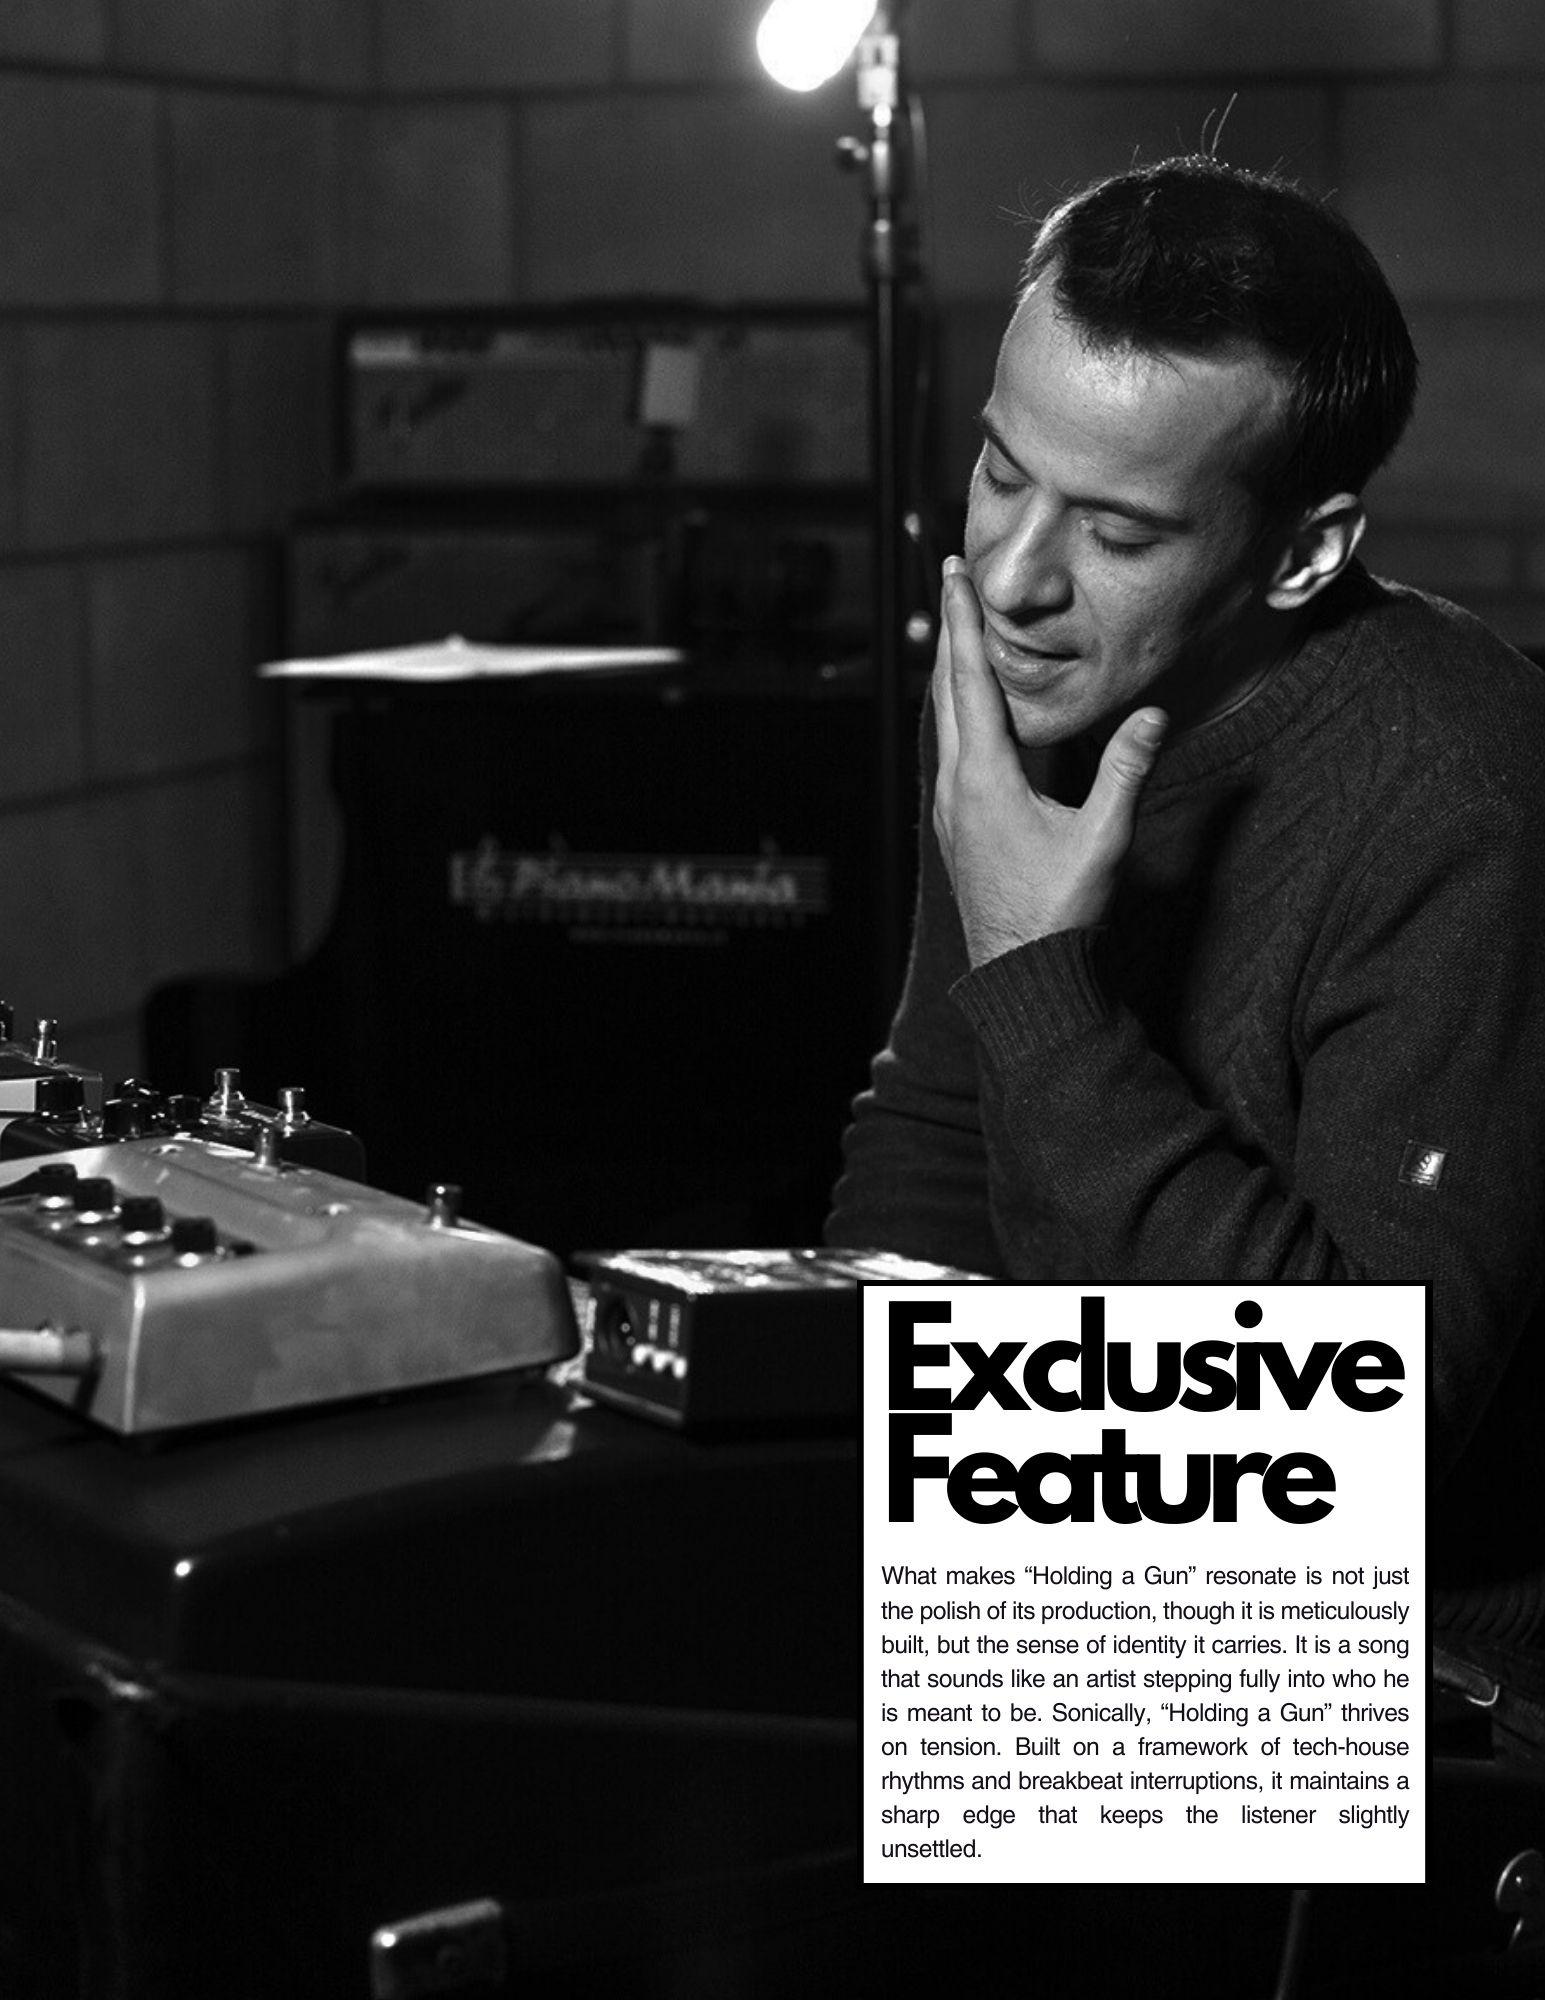 Piano Mania
Exclusive
Feature
What makes “Holding a Gun” resonate is not just
the polish of its production, though it is meticulously
built, but the sense of identity it carries. It is a song
that sounds like an artist stepping fully into who he
is meant to be. Sonically, “Holding a Gun” thrives
on tension. Built on a framework of tech-house
rhythms and breakbeat interruptions, it maintains a
sharp edge that keeps the listener slightly
unsettled.